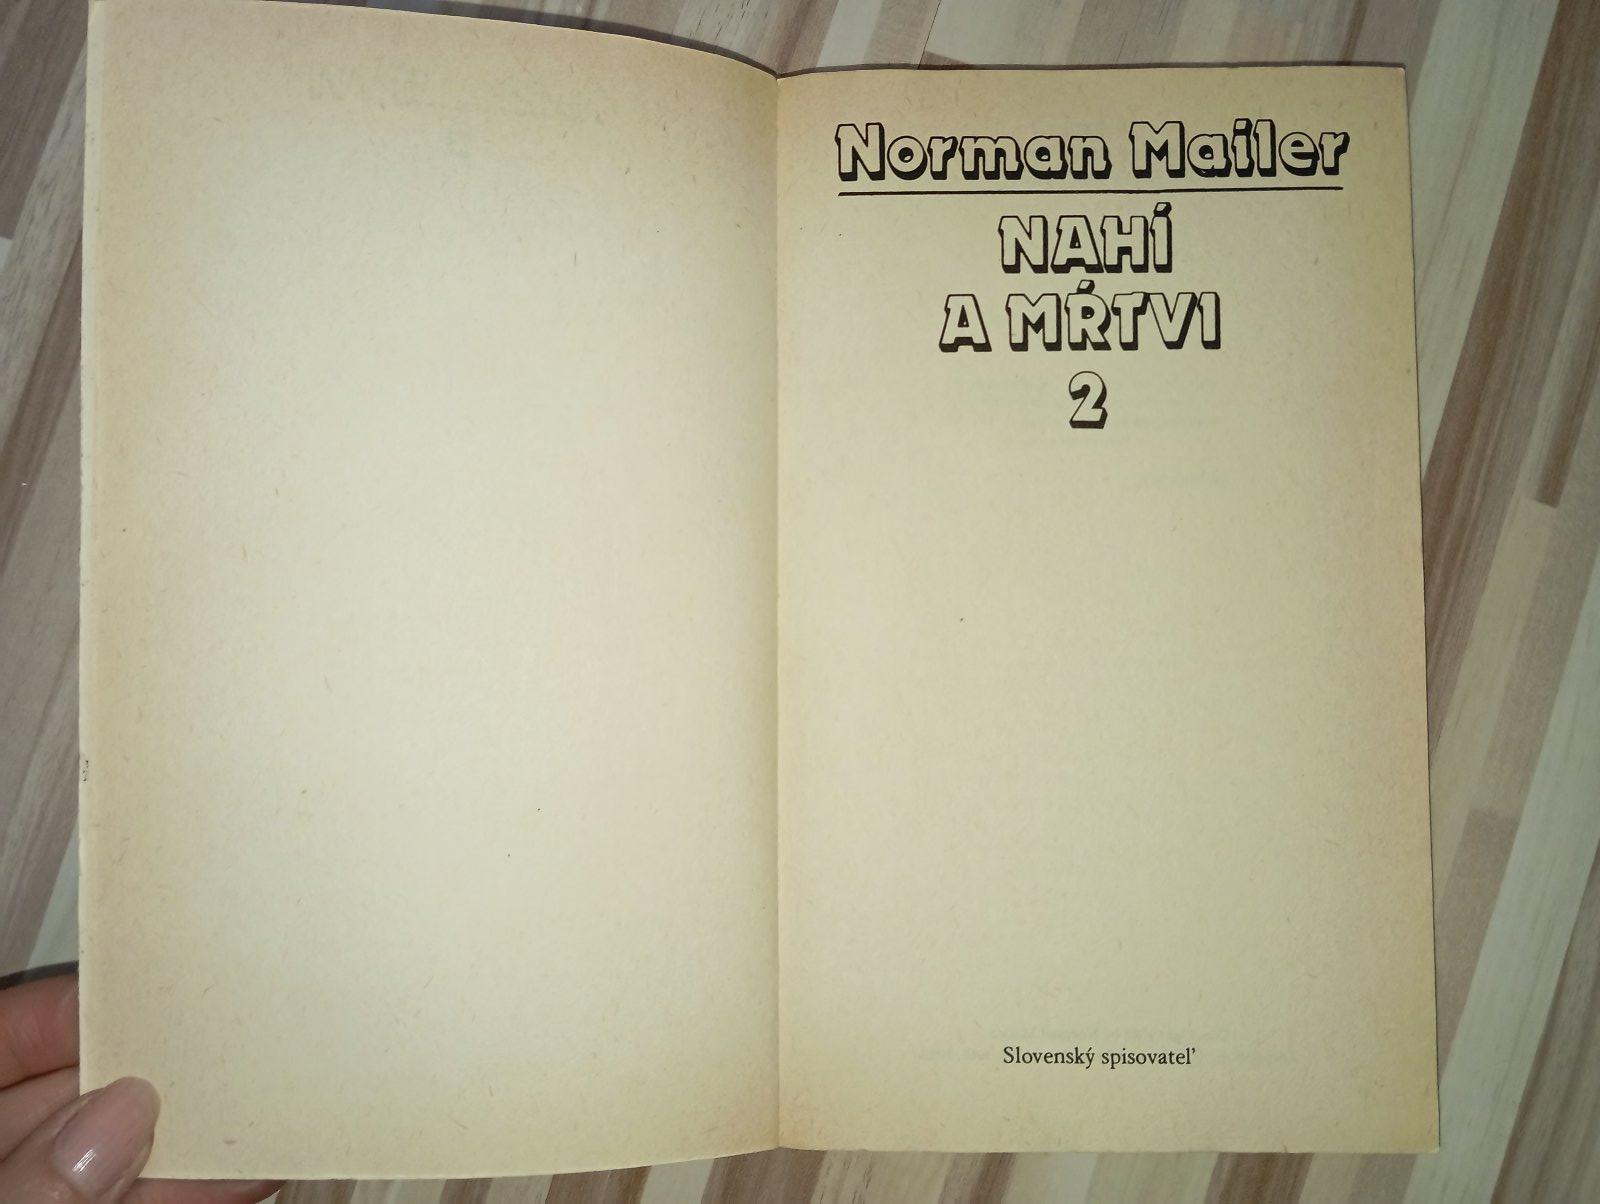 Norman Mailer
NAHÍ
A MŔTVI
2
Slovenský spisovateľ